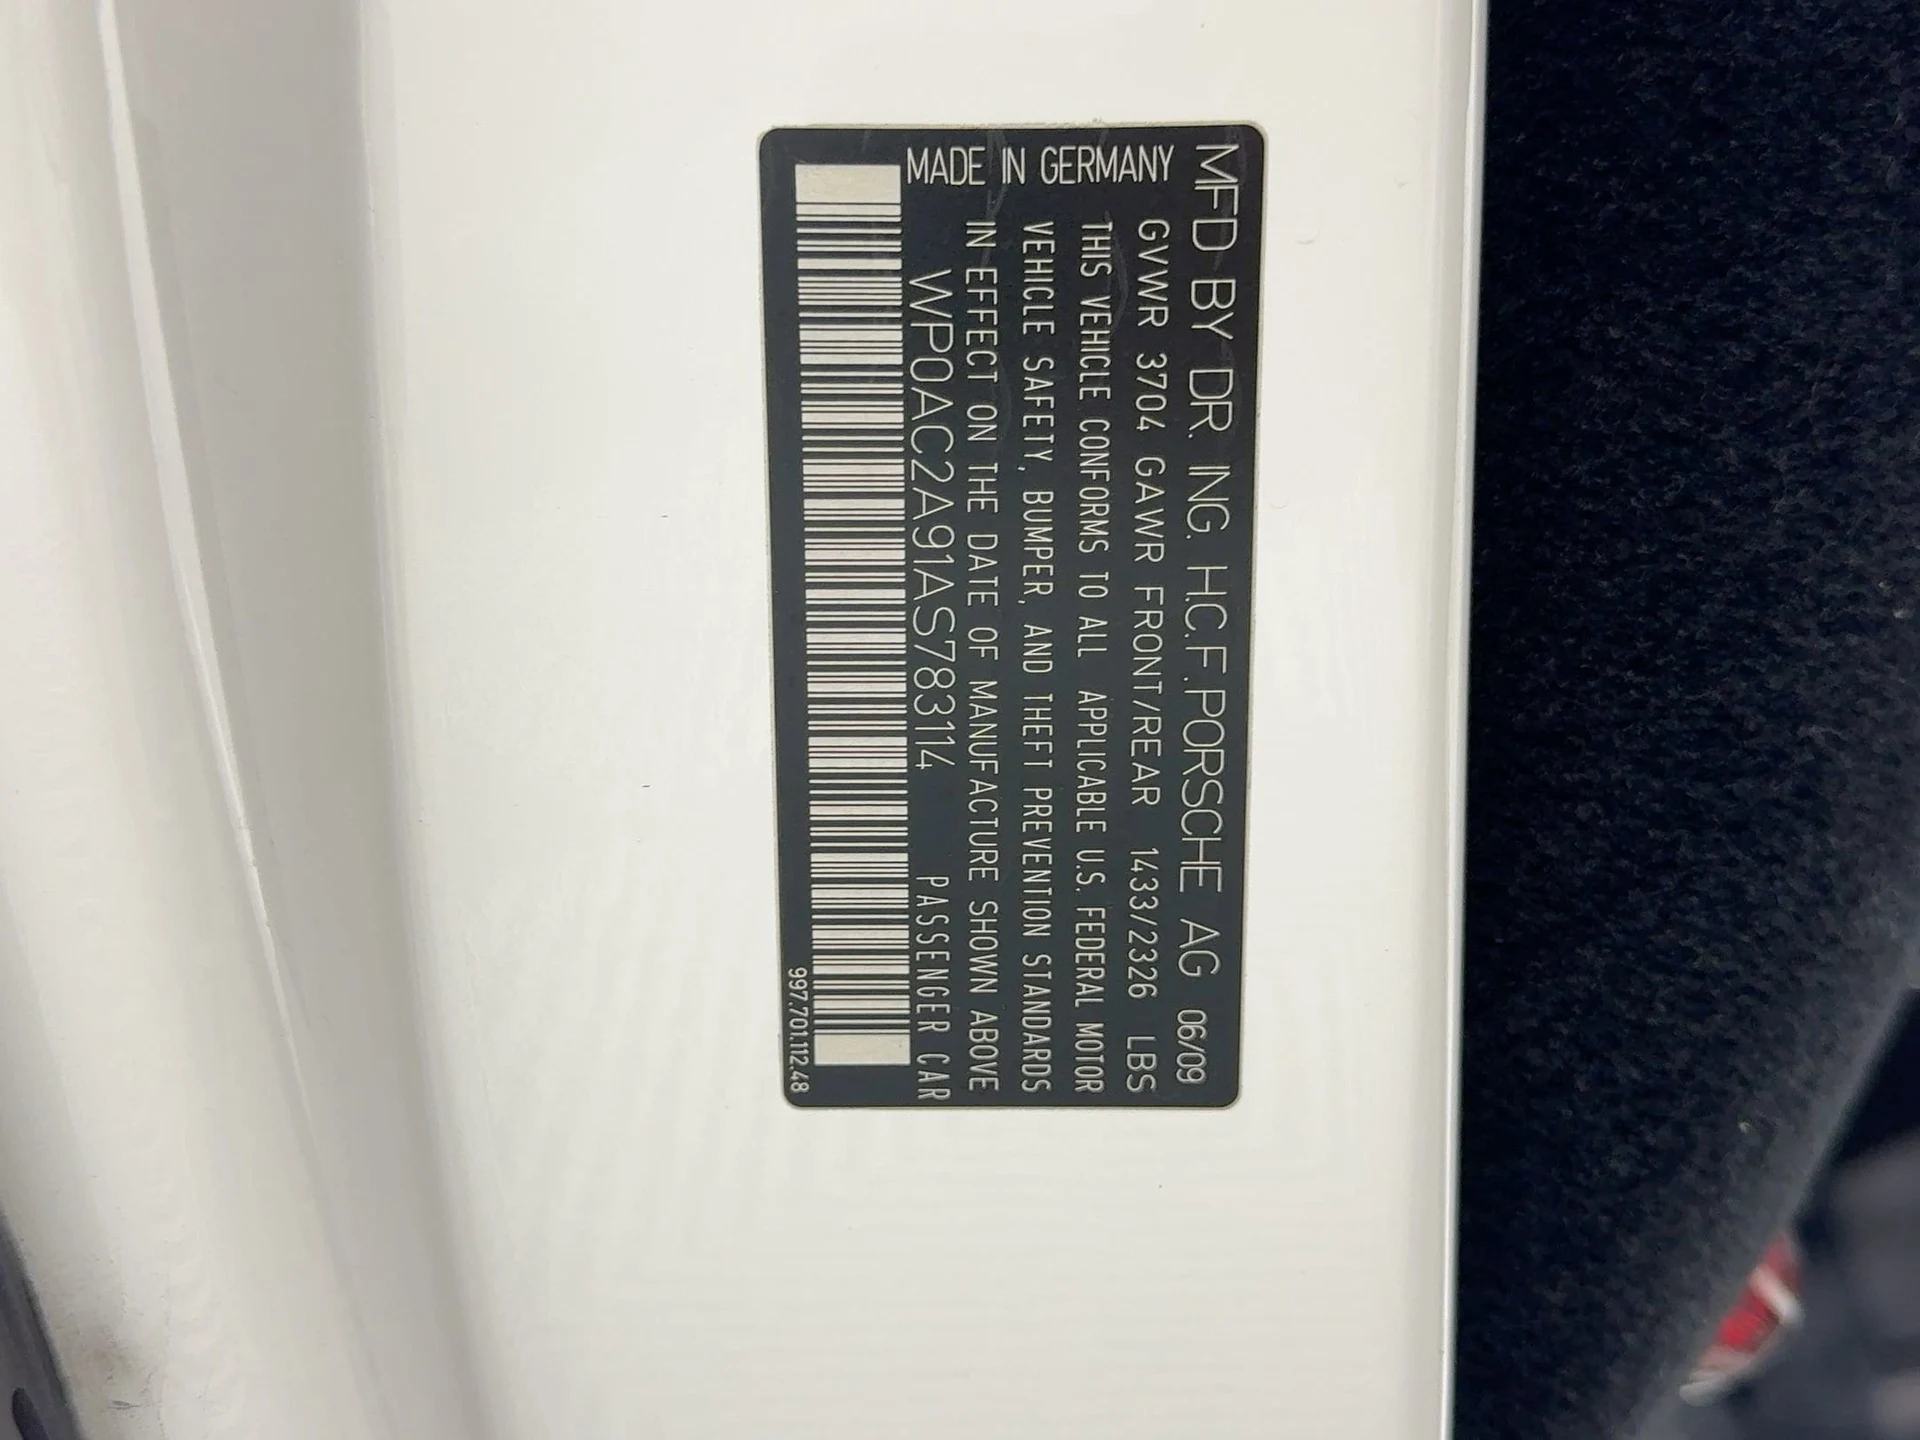 MFD BY DR. ING. H.C.F.PORSCHE AG 06/09
GVWR 3704 GAWR FRONT/REAR 1433/2326 LBS
THIS VEHICLE CONFORMS TO ALL APPLICABLE U.S. FEDERAL MOTOR
VEHICLE SAFETY, BUMPER, AND THEFT PREVENTION STANDARDS
IN EFFECT ON THE DATE OF MANUFACTURE SHOWN ABOVE
MADE IN GERMANY
WP0AC2A91AS783114 PASSENGER CAR
997.701.112.48